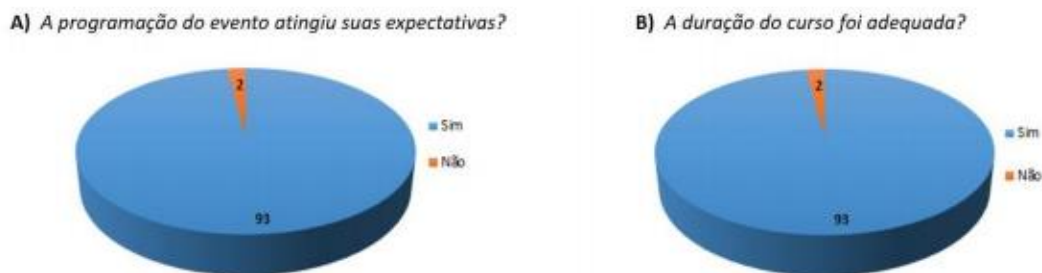 A) A programação do evento atingiu suas expectativas?
2
93
Sim
Não
B) A duração do curso foi adequada?
2
93
Sim
Não